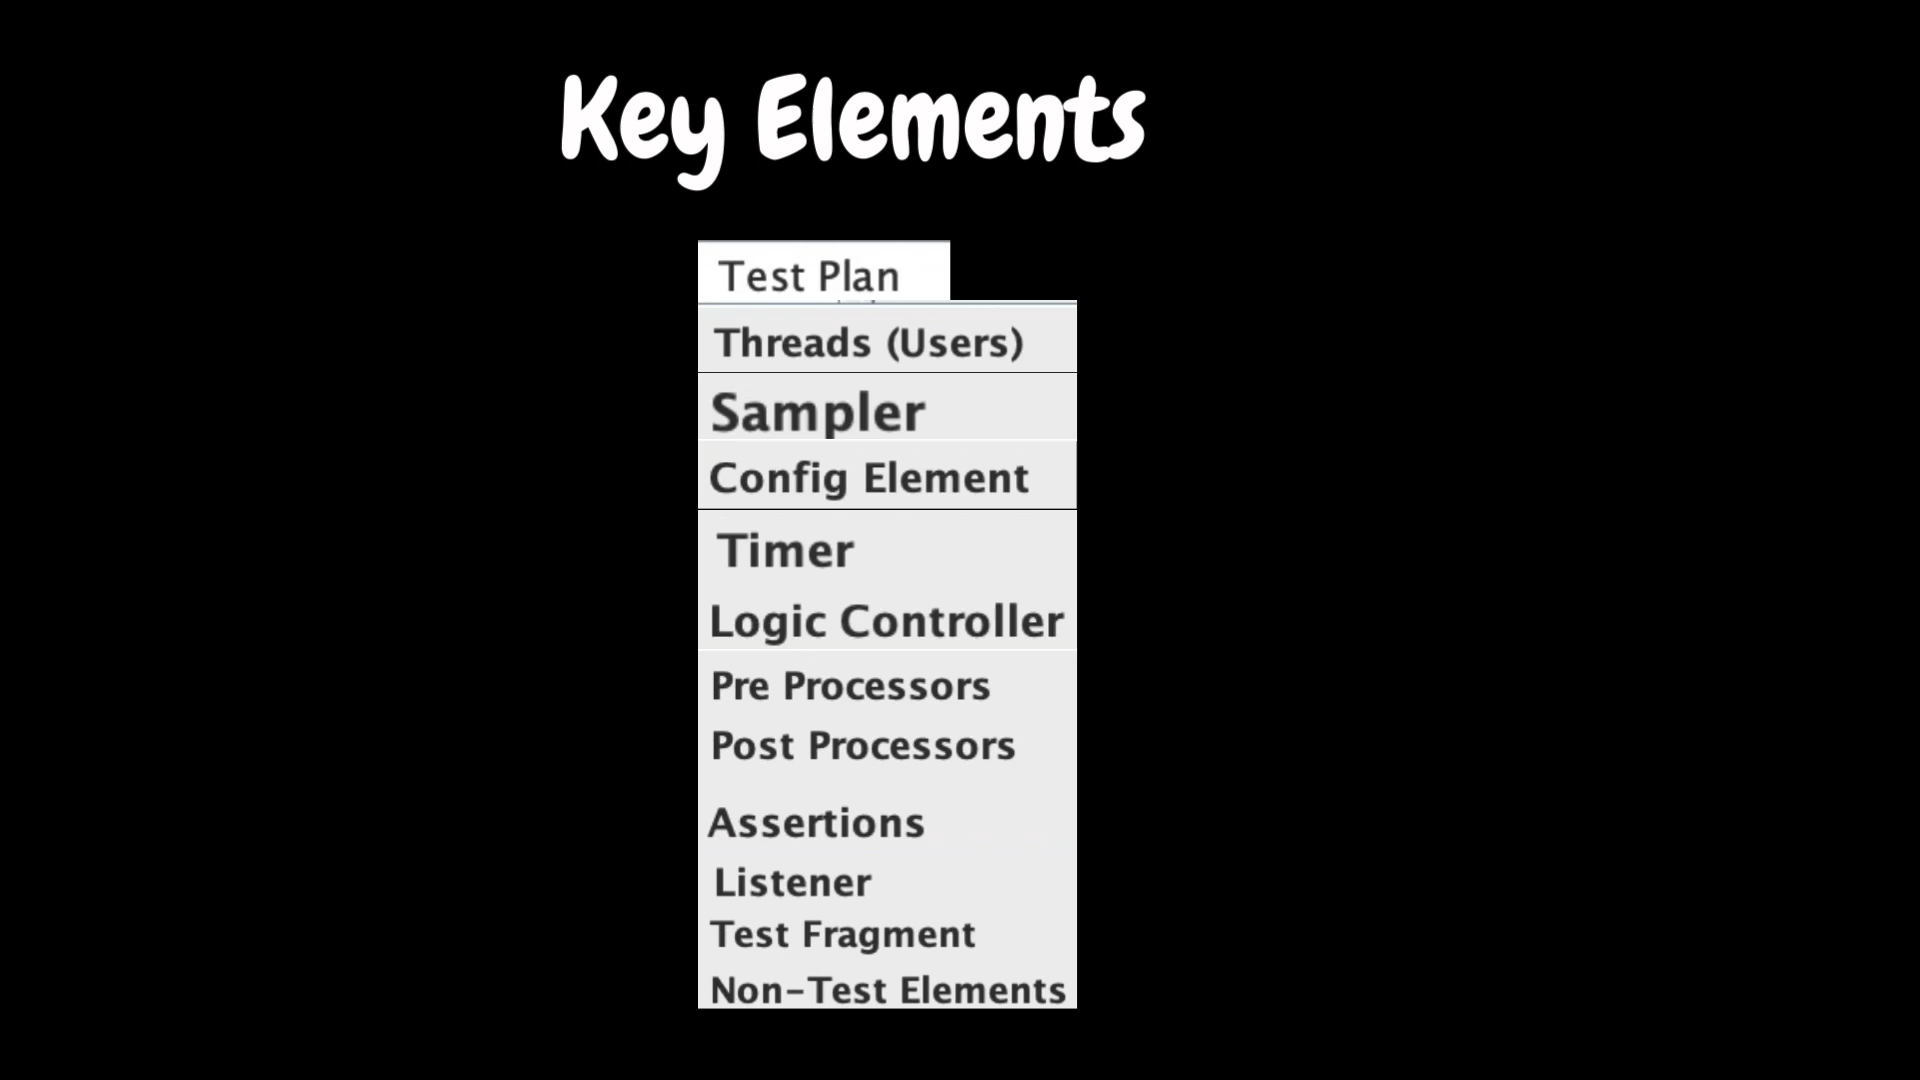 Key Elements
Test Plan
Threads (Users)
Sampler
Config Element
Timer
Logic Controller
Pre Processors
Post Processors
Assertions
Listener
Test Fragment
Non-Test Elements